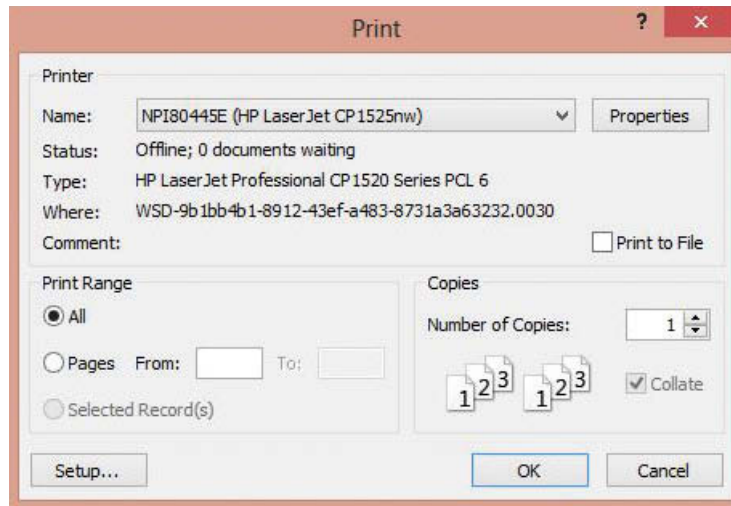 Print
?
×
Printer
Name: NPI80445E (HP LaserJet CP1525nw) Properties
Status: Offline; 0 documents waiting
Type: HP LaserJet Professional CP1520 Series PCL 6
Where: WSD-9b1bb4b1-8912-43ef-a483-8731a3a63232.0030
Comment: Print to File
Print Range
All
Pages From: To:
Selected Record(s)
Copies
Number of Copies: 1
1 2 3 1 2 3 Collate
Setup... OK Cancel